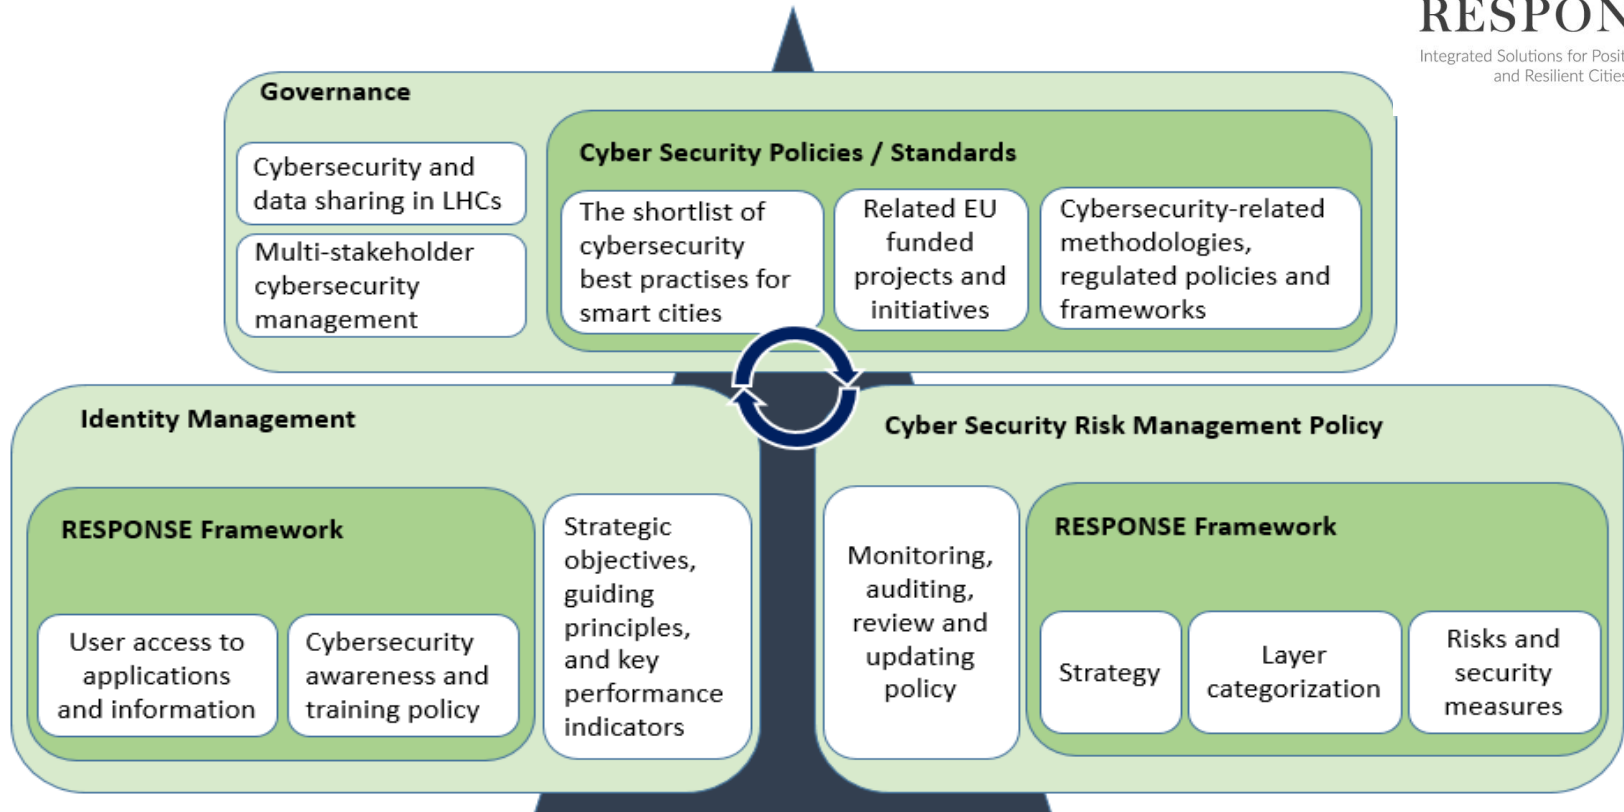 RESPON
Integrated Solutions for Posit
and Resilient Cities
Governance
Cybersecurity and
data sharing in LHCs
Multi-stakeholder
cybersecurity
management
Cyber Security Policies / Standards
The shortlist of
cybersecurity
best practises for
smart cities
Related EU
funded
projects and
initiatives
Cybersecurity-related
methodologies,
regulated policies and
frameworks
Identity Management
RESPONSE Framework
User access to
applications
and information
Cybersecurity
awareness and
training policy
Strategic
objectives,
guiding
principles,
and key
performance
indicators
Cyber Security Risk Management Policy
Monitoring,
auditing,
review and
updating
policy
RESPONSE Framework
Strategy
Layer
categorization
Risks and
security
measures